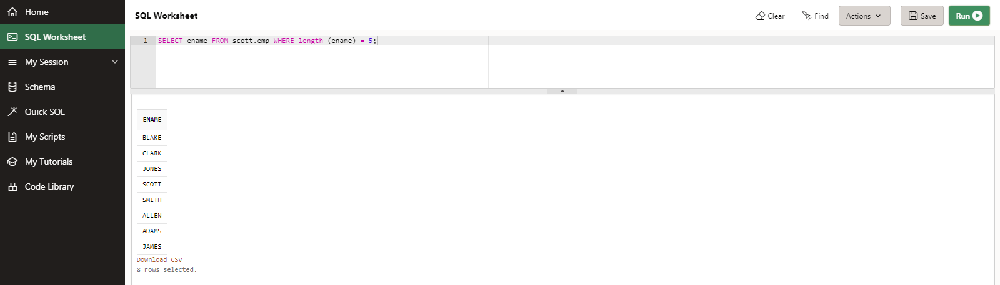 Home
SQL Worksheet
My Session
Schema
Quick SQL
My Scripts
My Tutorials
Code Library
SQL Worksheet
Clear
Find
Actions
Save
Run
1 SELECT ename FROM scott.emp WHERE length (ename) = 5;
ENAME
BLAKE
CLARK
JONES
SCOTT
SMITH
ALLEN
ADAMS
JAMES
Download CSV
8 rows selected.